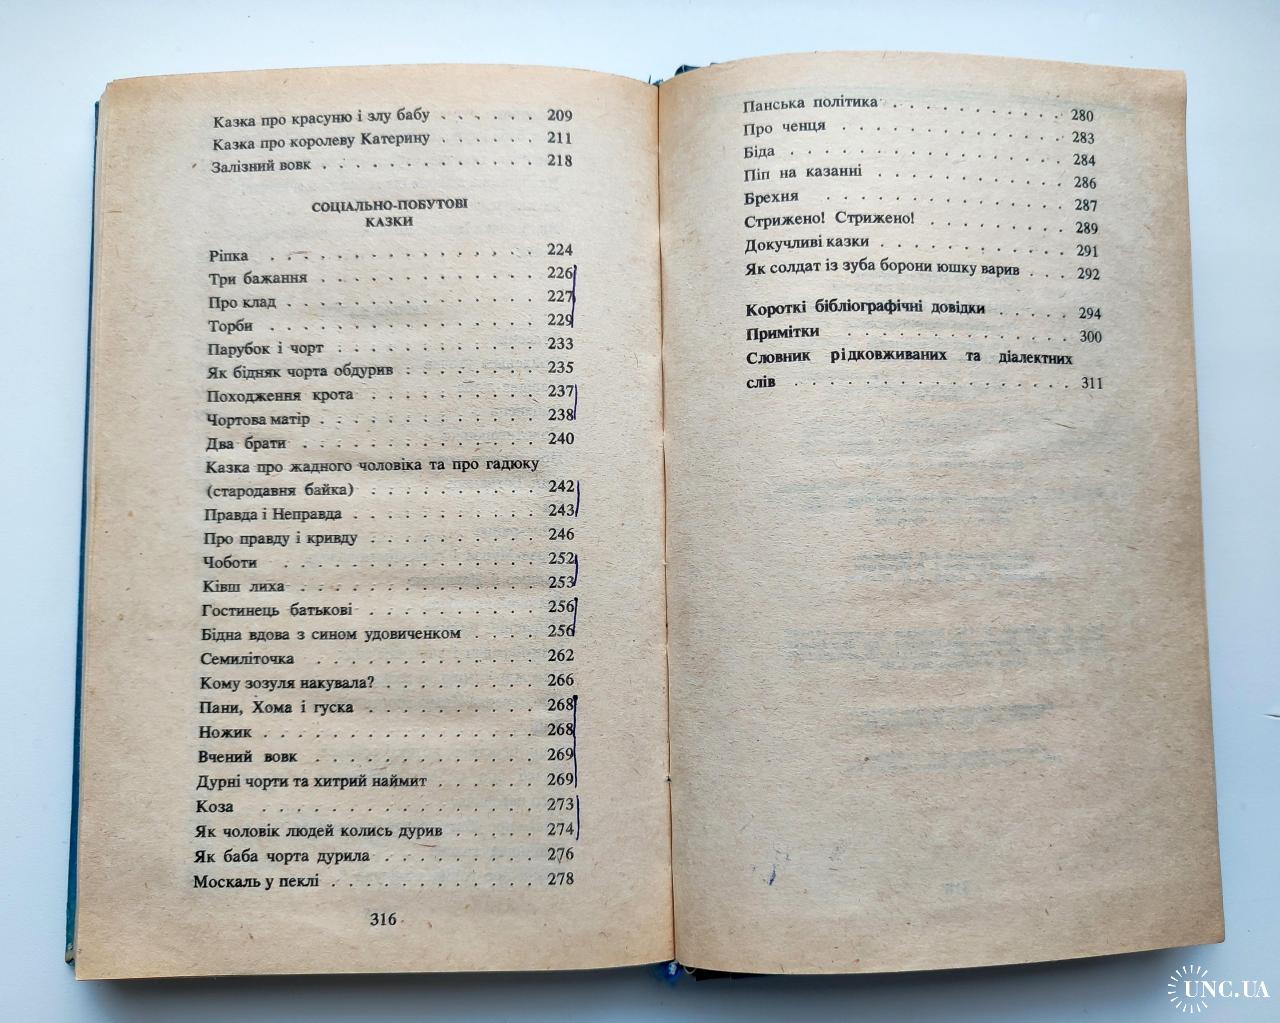 Казка про красуню і злу бабу . . . . . . 209
Казка про королеву Катерину . . . . . . 211
Залізний вовк . . . . . . . . . . . . 218
СОЦІАЛЬНО-ПОБУТОВІ
КАЗКИ
Ріпка . . . . . . . . . . . . . . . 224
Три бажання . . . . . . . . . . . . 226
Про клад . . . . . . . . . . . . . . 227
Торби . . . . . . . . . . . . . . . 229
Парубок і чорт . . . . . . . . . . . 233
Як бідняк чорта обдурив . . . . . . . 235
Походження крота . . . . . . . . . . 237
Чортова матір . . . . . . . . . . . . 238
Два брати . . . . . . . . . . . . . 240
Казка про жадного чоловіка та про гадюку
(стародавня байка) . . . . . . . . . 242
Правда і Неправда . . . . . . . . . . 243
Про правду і кривду . . . . . . . . . 246
Чоботи . . . . . . . . . . . . . . 252
Ківш лиха . . . . . . . . . . . . . 253
Гостинець батькові . . . . . . . . . 256
Бідна вдова з сином удовиченком . . . . 256
Семиліточка . . . . . . . . . . . . 262
Кому зозуля накувала? . . . . . . . . 266
Пани, Хома і гуска . . . . . . . . . 268
Ножик . . . . . . . . . . . . . . . 268
Вчений вовк . . . . . . . . . . . . 269
Дурні чорти та хитрий наймит . . . . . . 269
Коза . . . . . . . . . . . . . . . 273
Як чоловік людей колись дурив . . . . . 274
Як баба чорта дурила . . . . . . . . 276
Москаль у пеклі . . . . . . . . . . . 278
316
Панська політика . . . . . . . . . . 280
Про ченця . . . . . . . . . . . . . 283
Біда . . . . . . . . . . . . . . . 284
Піп на казанні . . . . . . . . . . . 286
Брехня . . . . . . . . . . . . . . 287
Стрижено! Стрижено! . . . . . . . . 289
Докучливі казки . . . . . . . . . . 291
Як солдат із зуба борони юшку варив . . . 292
Короткі бібліографічні довідки . . . . . 294
Примітки . . . . . . . . . . . . . 300
Словник рідковживаних та діалектних
слів . . . . . . . . . . . . . . . 311
UNC.UA